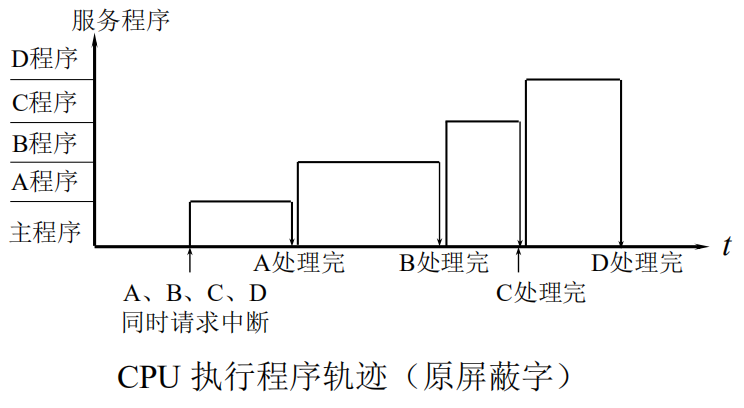 服务程序
D程序
C程序
B程序
A程序
主程序
t
A处理完
B处理完
D处理完
C处理完
A、B、C、D
同时请求中断
CPU 执行程序轨迹（原屏蔽字）